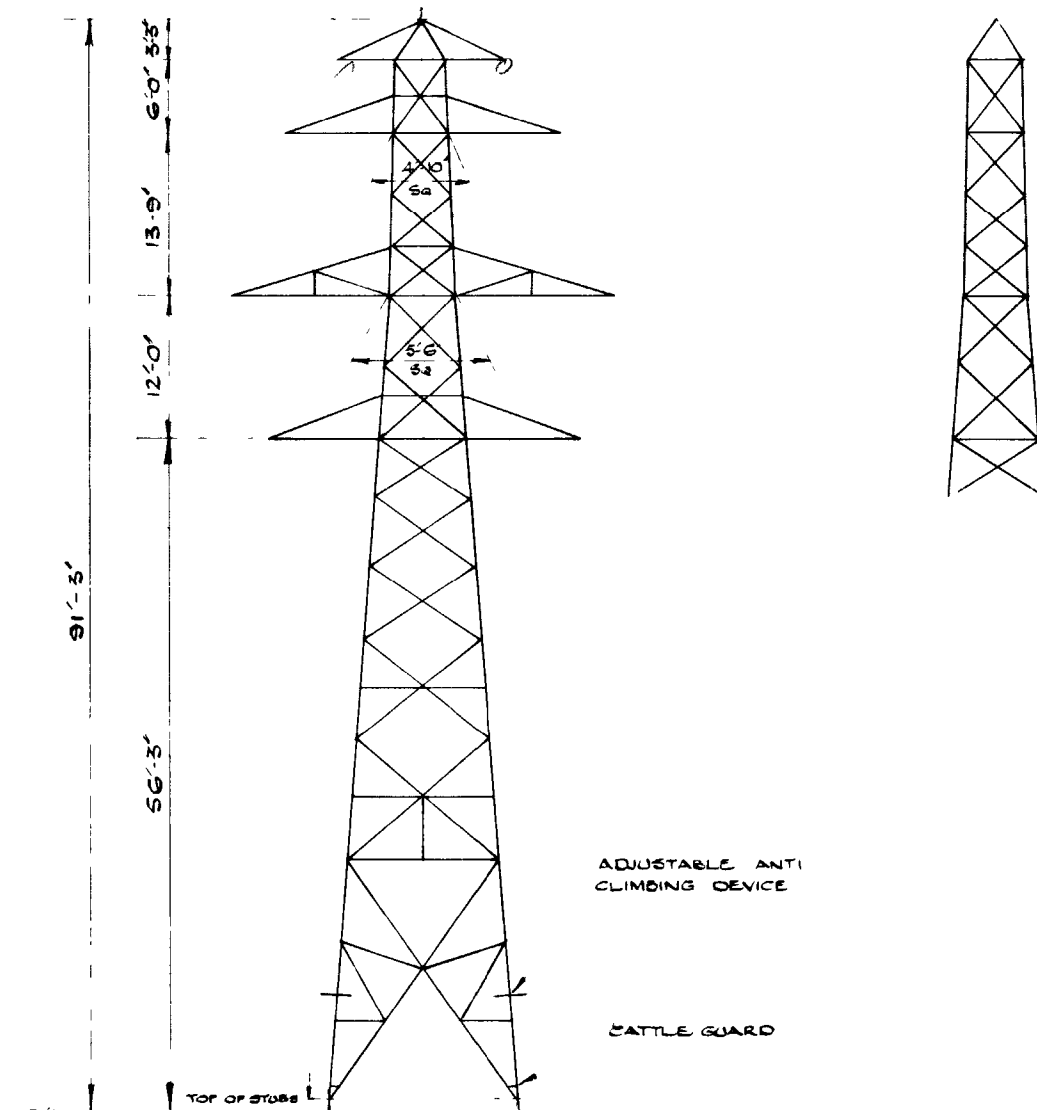 3'-3"
6'-0"
13'-9"
12'-0"
91'-3"
56'-3"
4'-10"
Sq
5'-6"
Sq
ADJUSTABLE ANTI
CLIMBING DEVICE
CATTLE GUARD
TOP OF STUBS